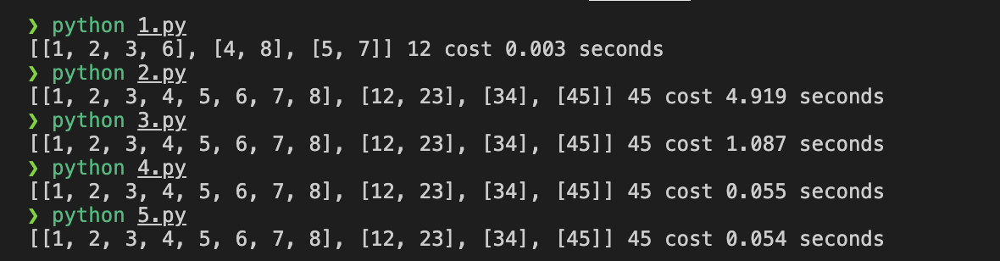 ❯ python 1.py
[[1, 2, 3, 6], [4, 8], [5, 7]] 12 cost 0.003 seconds
❯ python 2.py
[[1, 2, 3, 4, 5, 6, 7, 8], [12, 23], [34], [45]] 45 cost 4.919 seconds
❯ python 3.py
[[1, 2, 3, 4, 5, 6, 7, 8], [12, 23], [34], [45]] 45 cost 1.087 seconds
❯ python 4.py
[[1, 2, 3, 4, 5, 6, 7, 8], [12, 23], [34], [45]] 45 cost 0.055 seconds
❯ python 5.py
[[1, 2, 3, 4, 5, 6, 7, 8], [12, 23], [34], [45]] 45 cost 0.054 seconds